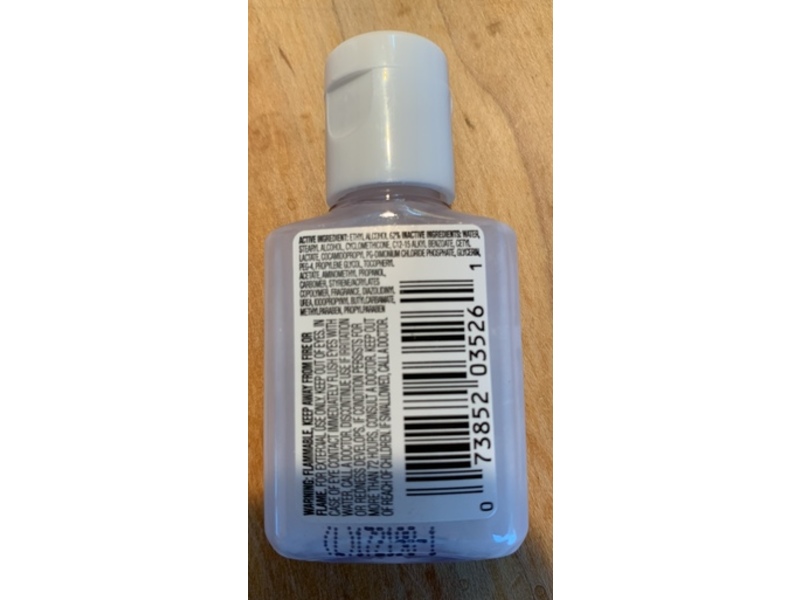 ACTIVE INGREDIENT: ETHYL ALCOHOL 62% INACTIVE INGREDIENTS: WATER,
STEARYL ALCOHOL, CYCLOMETHICONE, C12-15 ALKYL BENZOATE, CETYL
LACTATE, COCAMIDOPROPYL PG-DIMONIUM CHLORIDE PHOSPHATE, GLYCERIN,
PEG-4, PROPYLENE GLYCOL, TOCOPHERYL
ACETATE, AMINOMETHYL PROPANOL,
CARBOMER, STYRENE/ACRYLATES
COPOLYMER, FRAGRANCE, DIAZOLIDINYL
UREA, IODOPROPYNYL BUTYLCARBAMATE,
METHYLPARABEN, PROPYLPARABEN
WARNING: FLAMMABLE, KEEP AWAY FROM FIRE OR
FLAME. FOR EXTERNAL USE ONLY. KEEP OUT OF EYES. IN
CASE OF EYE CONTACT IMMEDIATELY FLUSH EYES WITH
WATER, CALL A DOCTOR. DISCONTINUE USE IF IRRITATION
OR REDNESS DEVELOPS. IF CONDITION PERSISTS FOR
MORE THAN 72 HOURS, CONSULT A DOCTOR. KEEP OUT
OF REACH OF CHILDREN. IF SWALLOWED, CALL A DOCTOR.
0 73852 03526 1